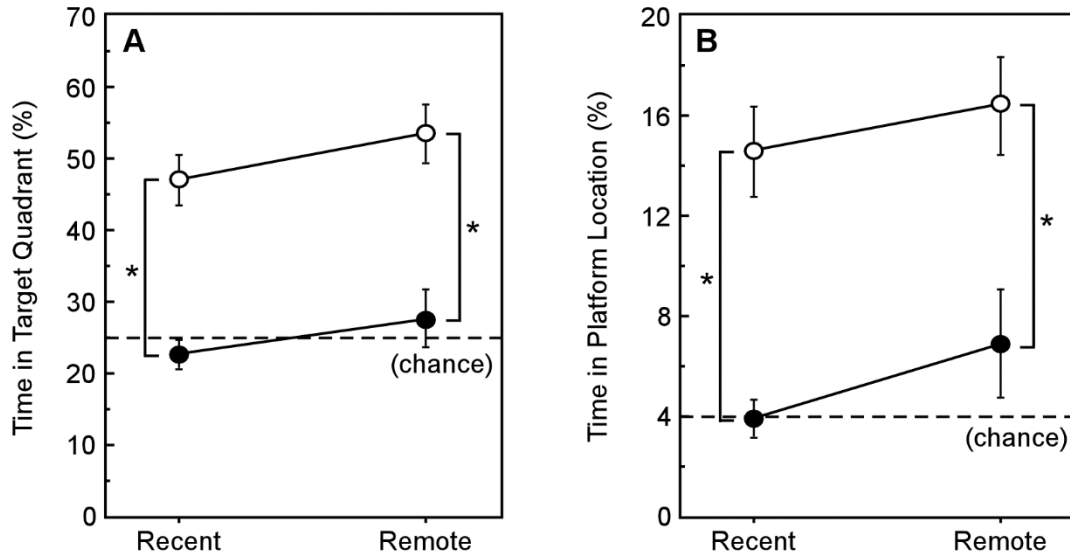 A
Time in Target Quadrant (%)
70
60
50
40
30
20
10
0
*
*
(chance)
Recent
Remote
B
Time in Platform Location (%)
20
16
12
8
4
0
*
*
(chance)
Recent
Remote